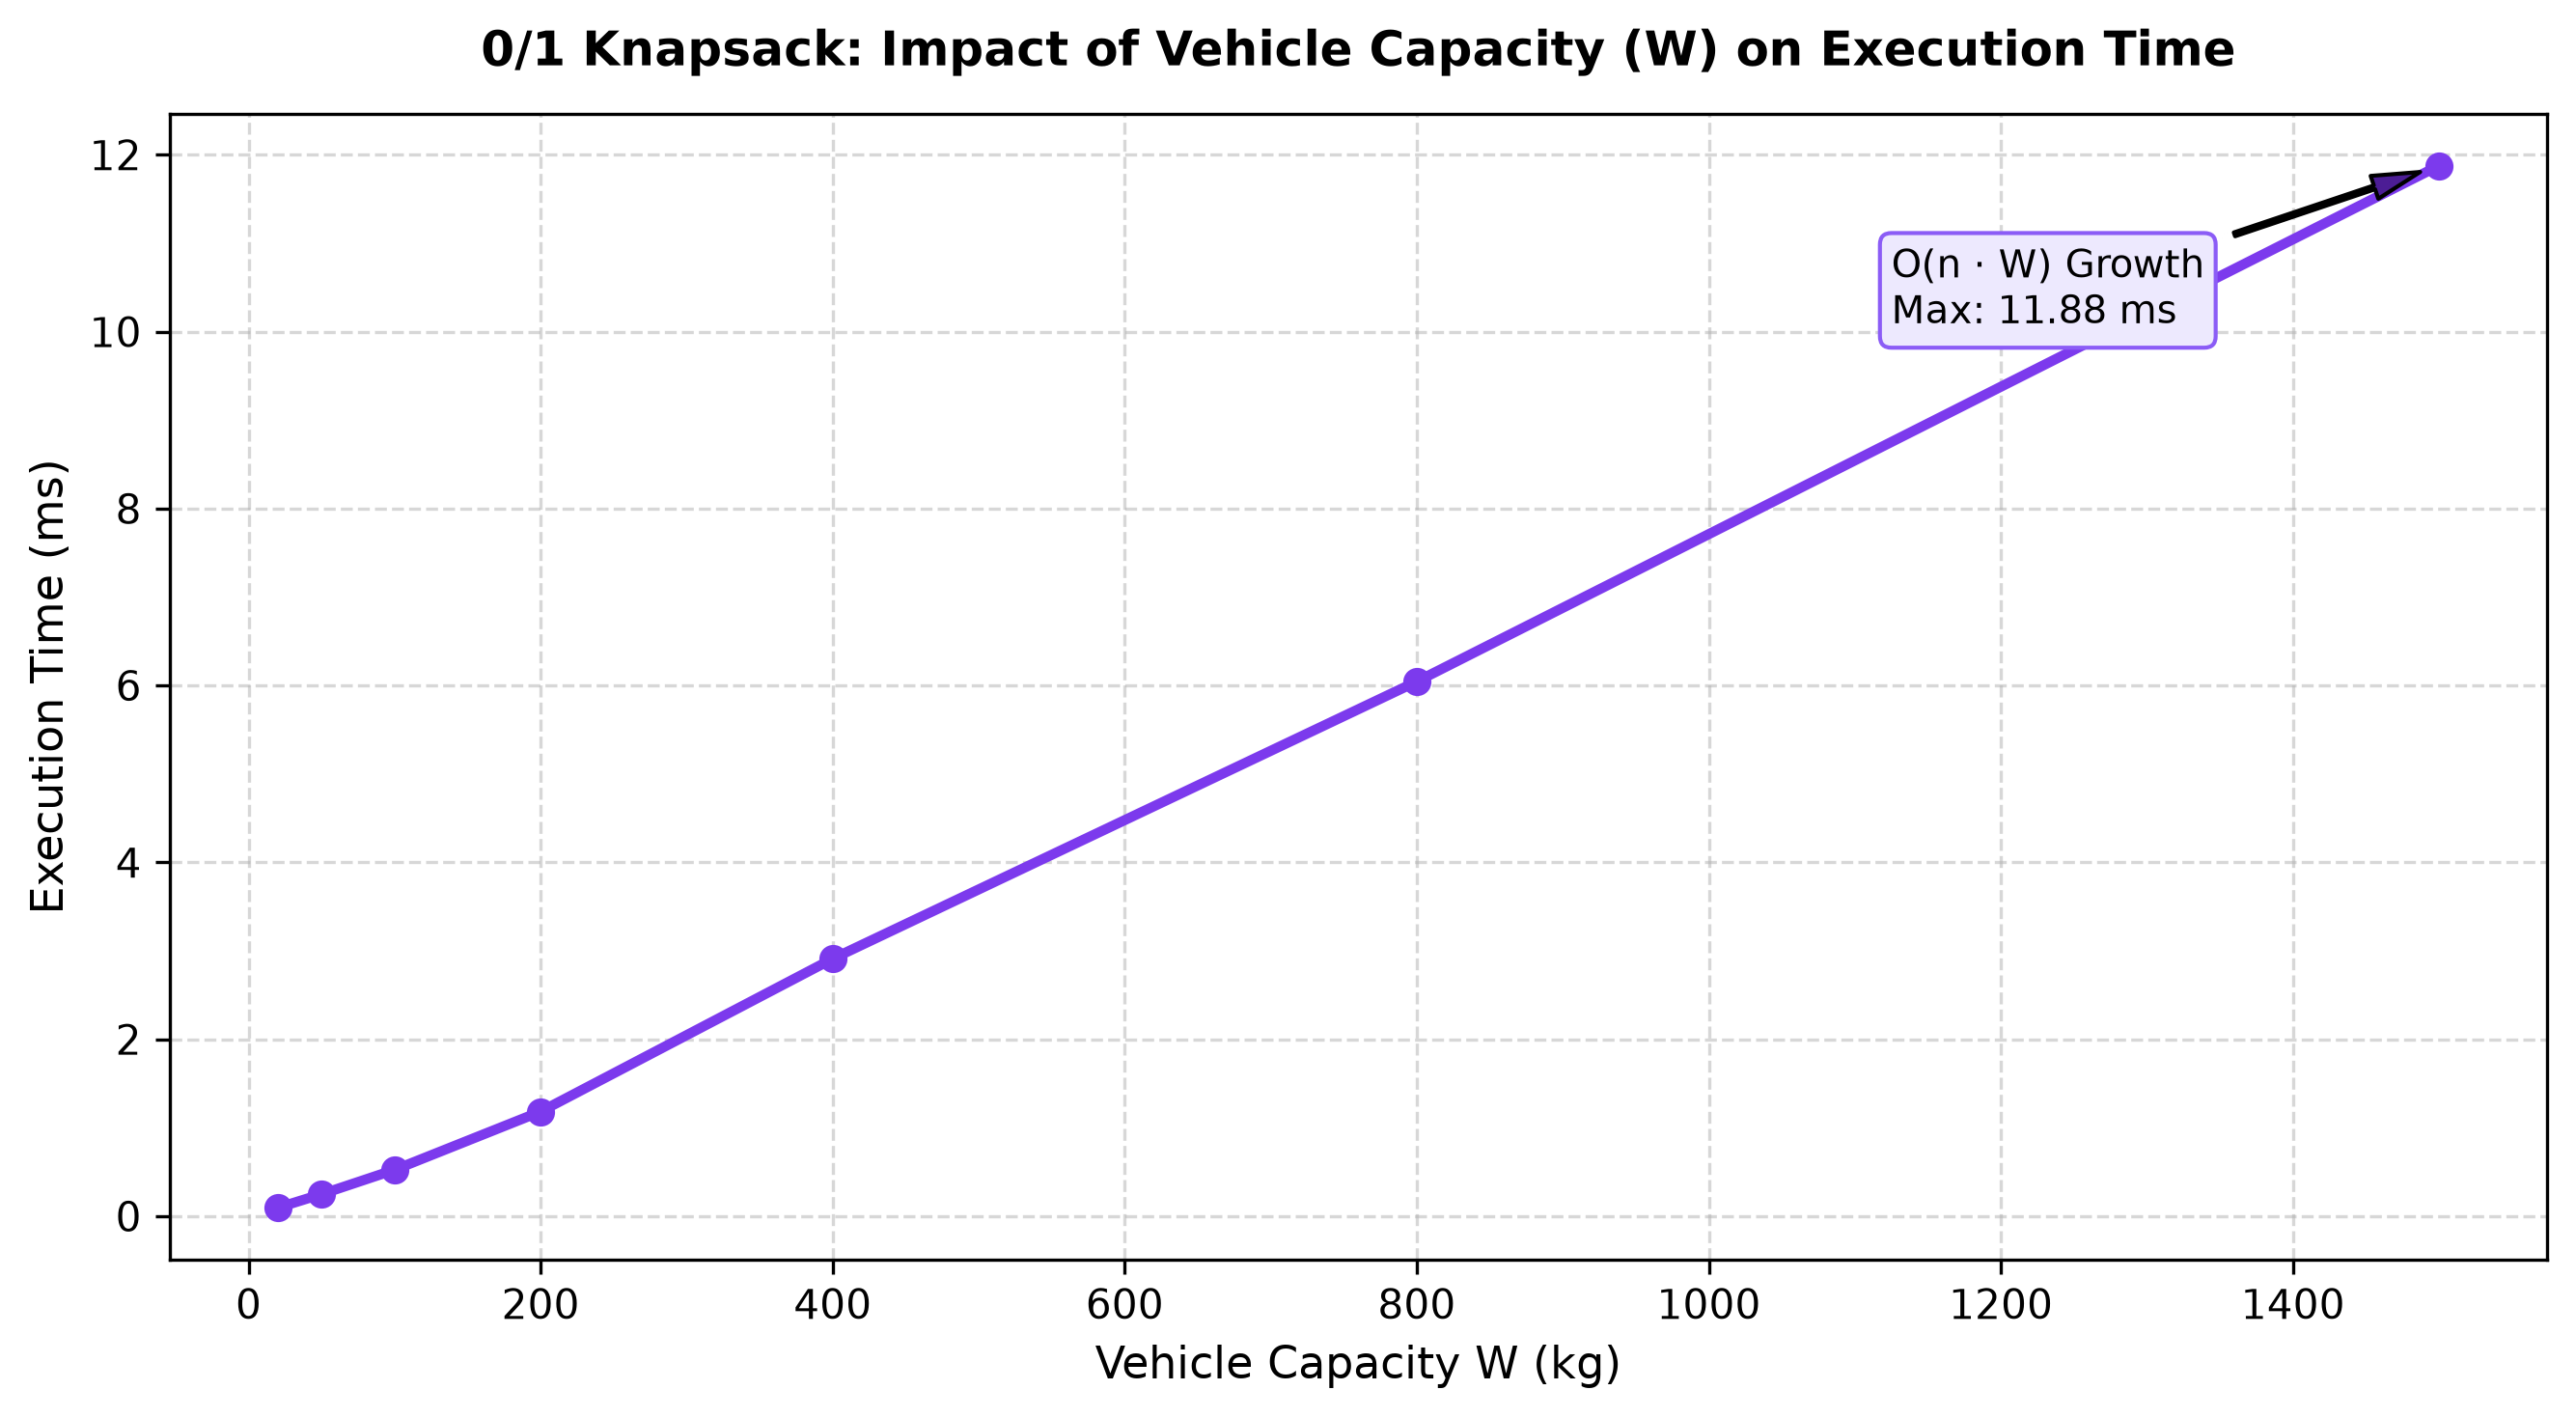 0/1 Knapsack: Impact of Vehicle Capacity (W) on Execution Time
12
10
8
6
4
2
0
Execution Time (ms)
O(n · W) Growth
Max: 11.88 ms
0 200 400 600 800 1000 1200 1400
Vehicle Capacity W (kg)